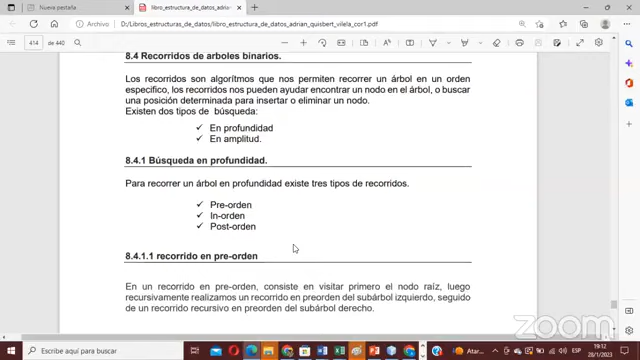 Nueva pestaña
libro_estructura_de_datos_adrian
Archivo
D:/Libros_estructuras_de_datos/libro_estructura_de_datos_adrian_quisbert_vilela_cor1.pdf
414 de 440
8.4 Recorridos de arboles binarios.
Los recorridos son algorítmos que nos permiten recorrer un árbol en un orden
especifico, los recorridos nos pueden ayudar encontrar un nodo en el árbol, o buscar
una posición determinada para insertar o eliminar un nodo.
Existen dos tipos de búsqueda:
✓ En profundidad
✓ En amplitud.
8.4.1 Búsqueda en profundidad.
Para recorrer un árbol en profundidad existe tres tipos de recorridos.
✓ Pre-orden
✓ In-orden
✓ Post-orden
8.4.1.1 recorrido en pre-orden
En un recorrido en pre-orden, consiste en visitar primero el nodo raíz, luego
recursivamente realizamos un recorrido en preorden del subárbol izquierdo, seguido
de un recorrido recursivo en preorden del subárbol derecho.
zoom
Escribe aquí para buscar
Atar...
ESP
19:12
28/1/2023